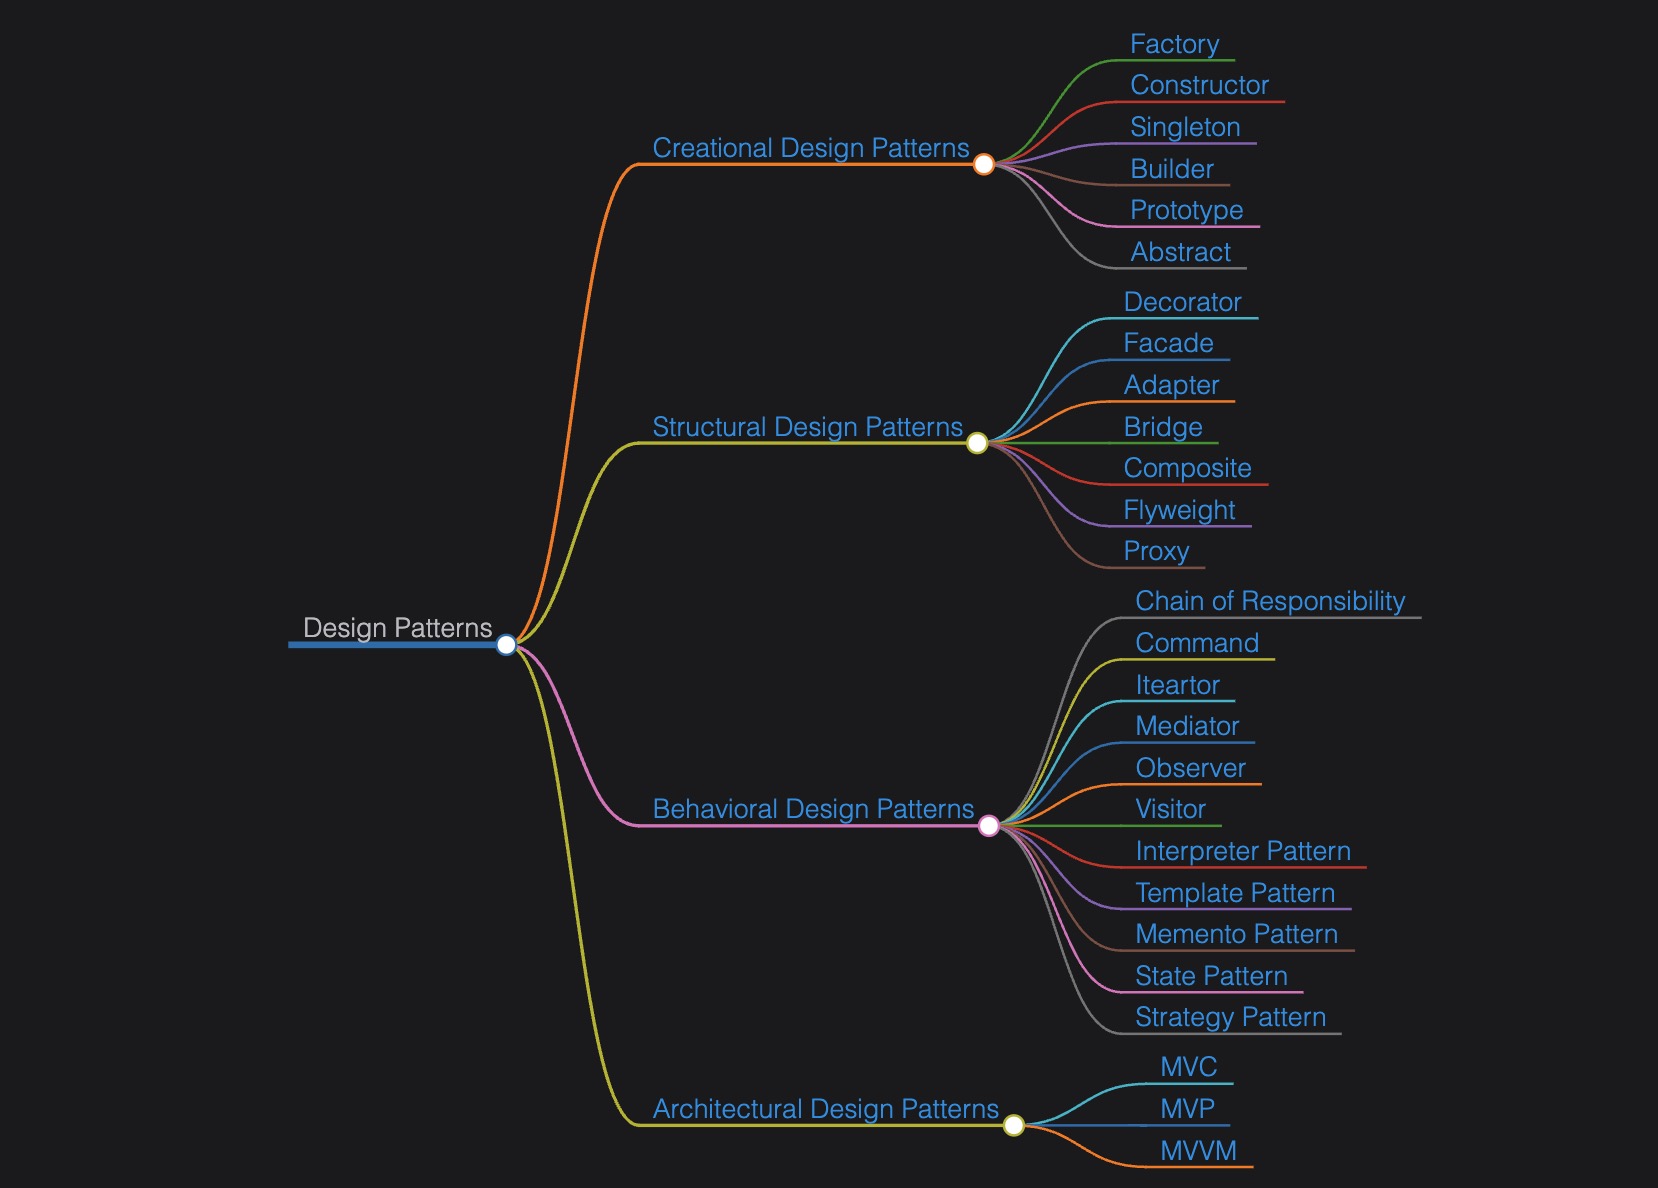 Design Patterns
Creational Design Patterns
Factory
Constructor
Singleton
Builder
Prototype
Abstract
Structural Design Patterns
Decorator
Facade
Adapter
Bridge
Composite
Flyweight
Proxy
Behavioral Design Patterns
Chain of Responsibility
Command
Iteartor
Mediator
Observer
Visitor
Interpreter Pattern
Template Pattern
Memento Pattern
State Pattern
Strategy Pattern
Architectural Design Patterns
MVC
MVP
MVVM